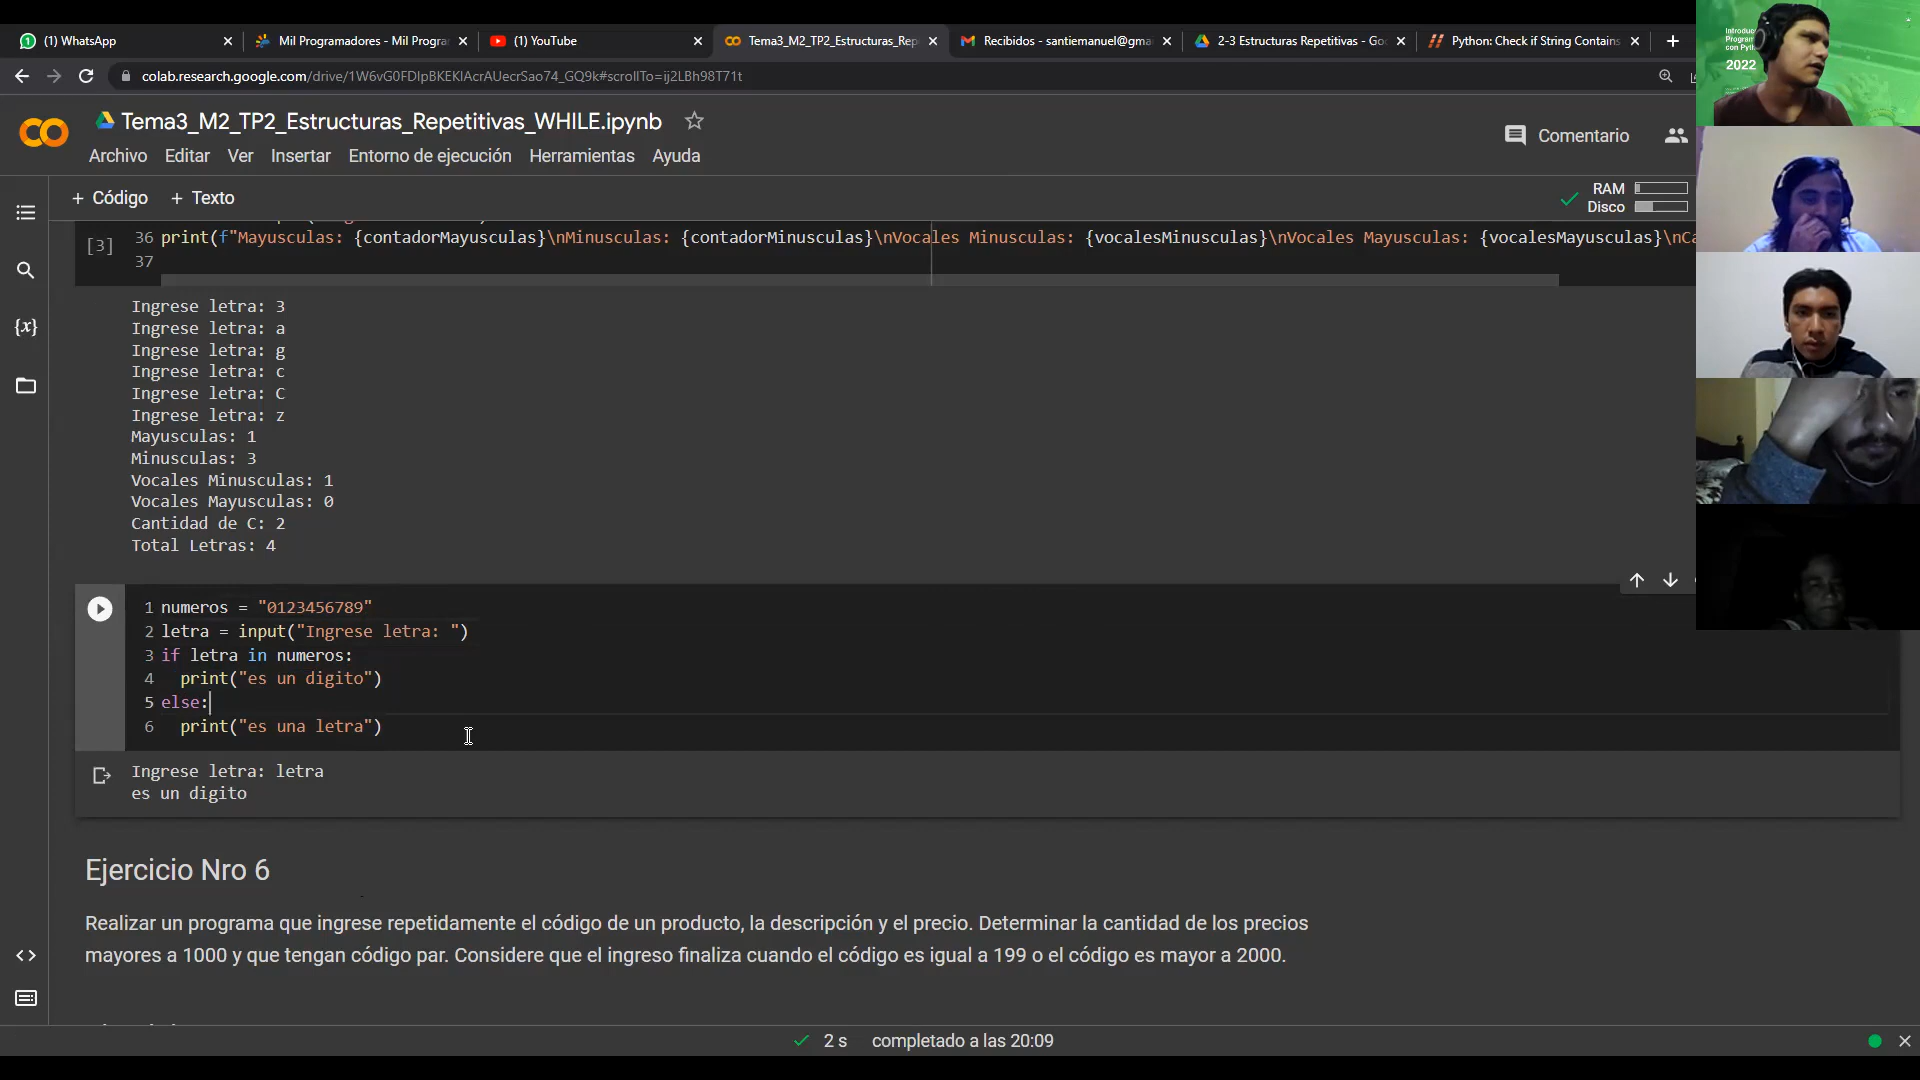 (1) WhatsApp
Mil Programadores - Mil Progra
(1) YouTube
Tema3_M2_TP2_Estructuras_Rep
Recibidos - santiemanuel@gma
2-3 Estructuras Repetitivas - Go
Python: Check if String Contains
colab.research.google.com/drive/1W6vG0FDIpBKEKIAcrAUecrSao74_GQ9k#scrollTo=ij2LBh98T71t
2022
CO
Tema3_M2_TP2_Estructuras_Repetitivas_WHILE.ipynb
Comentario
Archivo Editar Ver Insertar Entorno de ejecución Herramientas Ayuda
+ Código + Texto
RAM
Disco
[3]
36 print(f"Mayusculas: {contadorMayusculas}\nMinusculas: {contadorMinusculas}\nVocales Minusculas: {vocalesMinusculas}\nVocales Mayusculas: {vocalesMayusculas}\nCa
37
{x}
Ingrese letra: 3
Ingrese letra: a
Ingrese letra: g
Ingrese letra: c
Ingrese letra: C
Ingrese letra: z
Mayusculas: 1
Minusculas: 3
Vocales Minusculas: 1
Vocales Mayusculas: 0
Cantidad de C: 2
Total Letras: 4
1 numeros = "0123456789"
2 letra = input("Ingrese letra: ")
3 if letra in numeros:
4 print("es un digito")
5 else:
6 print("es una letra")
Ingrese letra: letra
es un digito
Ejercicio Nro 6
Realizar un programa que ingrese repetidamente el código de un producto, la descripción y el precio. Determinar la cantidad de los precios
mayores a 1000 y que tengan código par. Considere que el ingreso finaliza cuando el código es igual a 199 o el código es mayor a 2000.
2 s completado a las 20:09